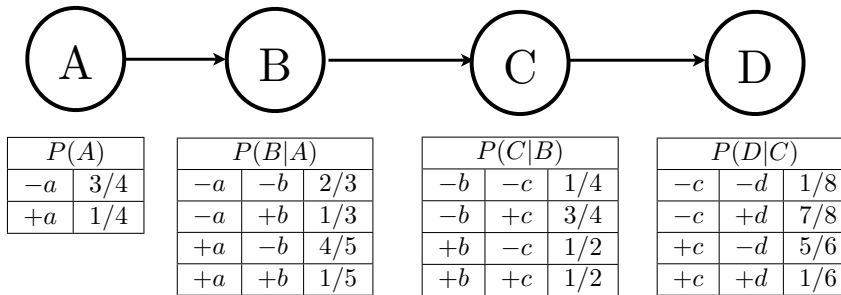 A B C D
P(A) P(B|A) P(C|B) P(D|C)
−a 3/4 −a −b 2/3 −b −c 1/4 −c −d 1/8
+a 1/4 −a +b 1/3 −b +c 3/4 −c +d 7/8
+a −b 4/5 +b −c 1/2 +c −d 5/6
+a +b 1/5 +b +c 1/2 +c +d 1/6